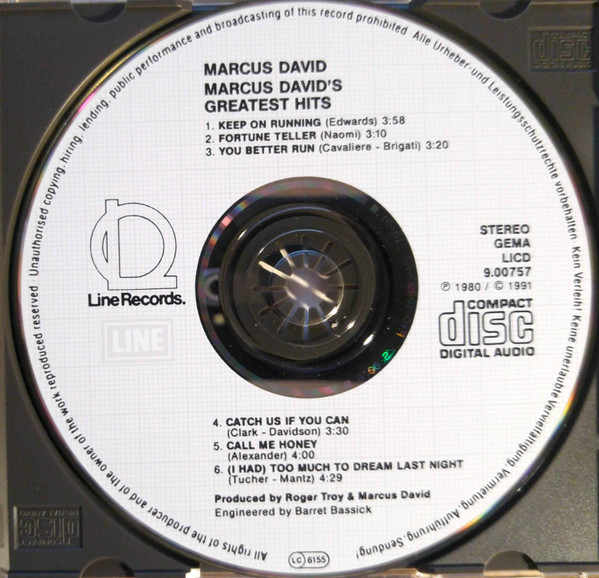 MARCUS DAVID
MARCUS DAVID'S
GREATEST HITS
1. KEEP ON RUNNING (Edwards) 3:58
2. FORTUNE TELLER (Naomi) 3:10
3. YOU BETTER RUN (Cavaliere - Brigati) 3:20
Line Records.
LINE
STEREO
GEMA
LICD
9.00757
℗ 1980 / © 1991
COMPACT
disc
DIGITAL AUDIO
4. CATCH US IF YOU CAN
(Clark - Davidson) 3:30
5. CALL ME HONEY
(Alexander) 4:00
6. (I HAD) TOO MUCH TO DREAM LAST NIGHT
(Tucher - Mantz) 4:29
Produced by Roger Troy & Marcus David
Engineered by Barret Bassick
LC 6155
All rights of the producer and of the owner of the work reproduced reserved · Unauthorised copying, hiring, lending, public performance and broadcasting of this record prohibited
Alle Urheber-und Leistungsschutzrechte vorbehalten. Kein Verleih! Keine unerlaubte Vervielfältigung, Vermietung, Aufführung, Sendung!
disc
COMPACT
disc
DIGITAL AUDIO